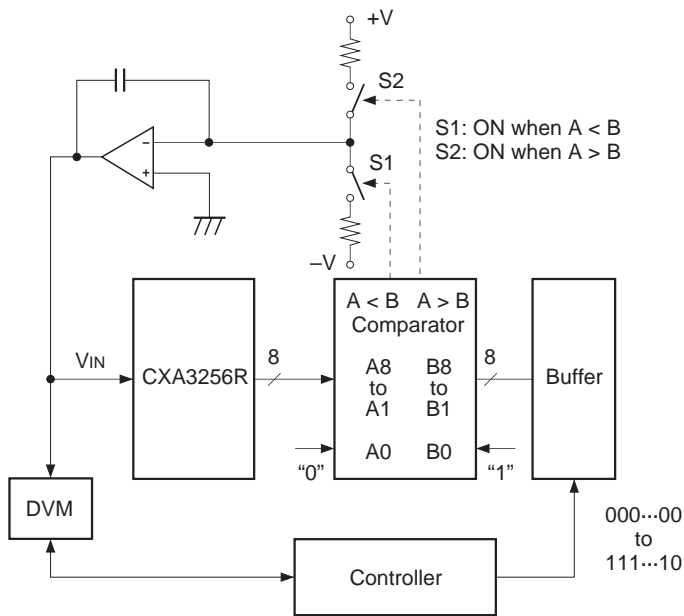 +V
S2
S1: ON when A < B
S2: ON when A > B
S1
–V
−
+
A < B A > B
Comparator
VIN
CXA3256R
8
A8
to
A1
B8
to
B1
8
Buffer
"0"
A0
B0
"1"
DVM
000···00
to
111···10
Controller